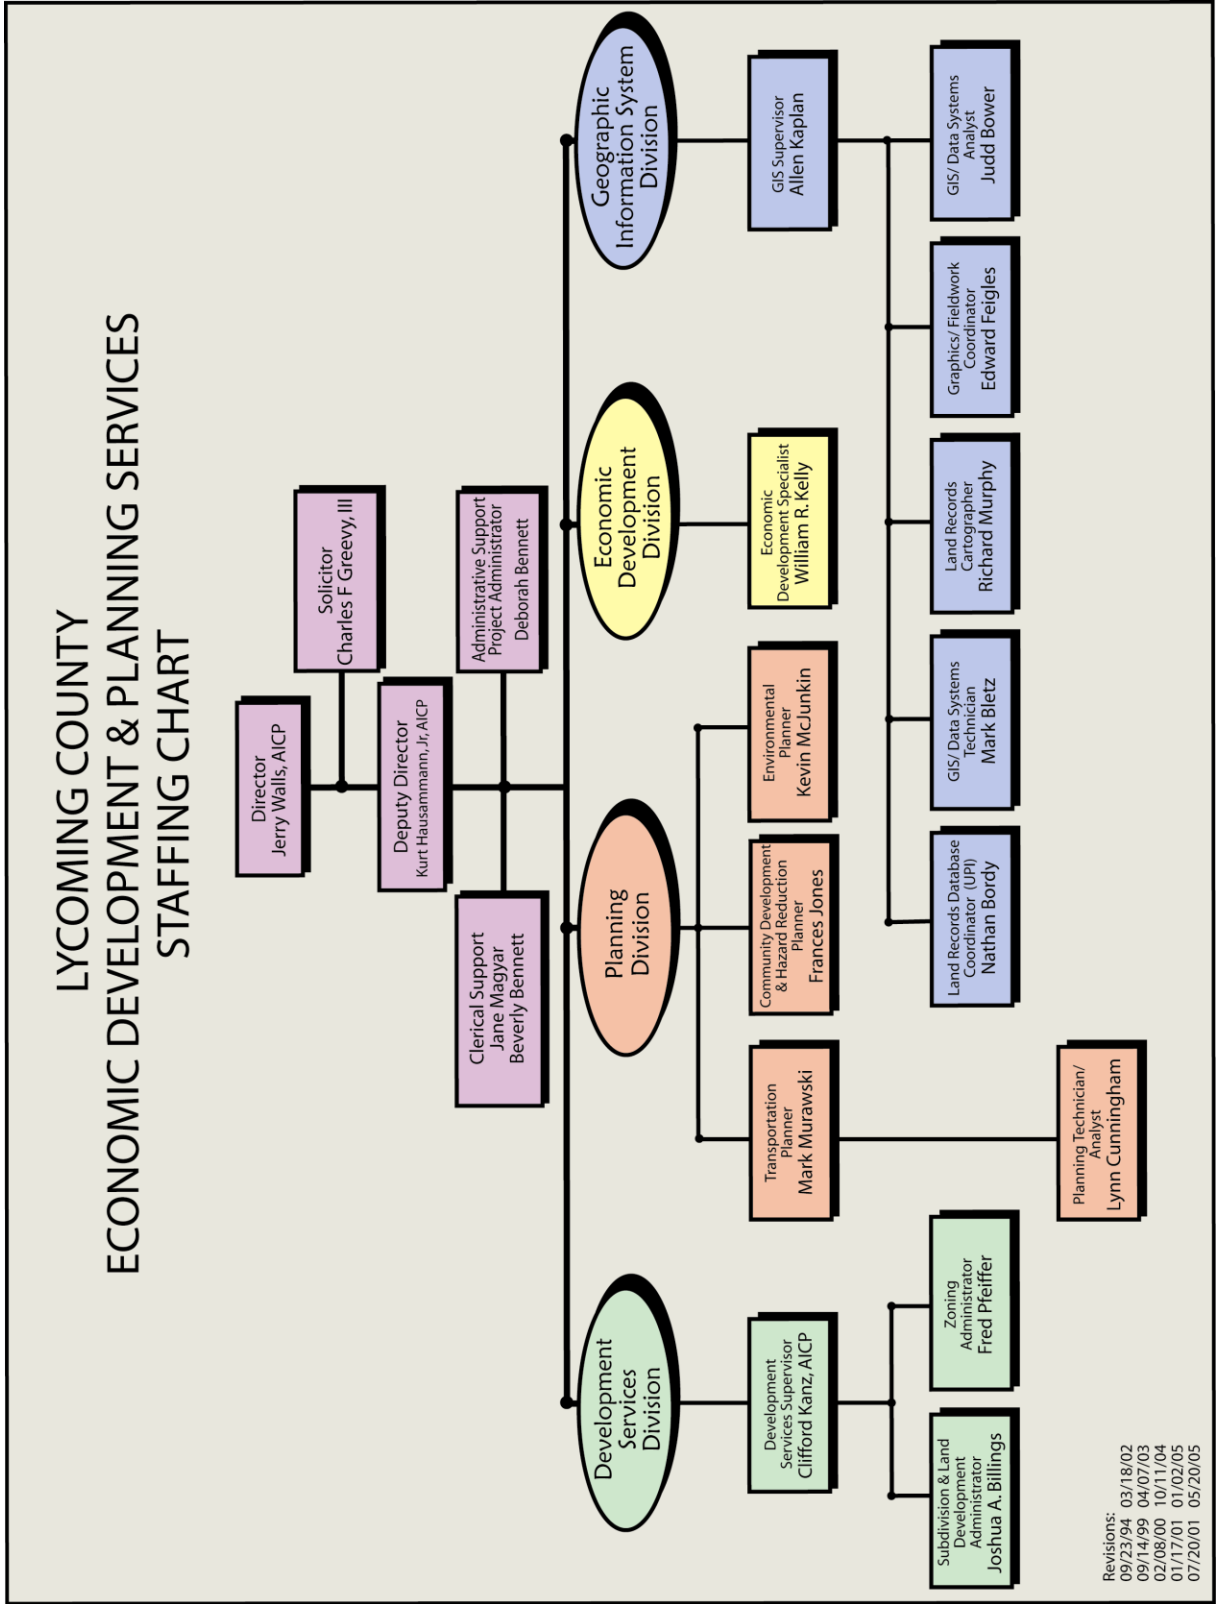 LYCOMING COUNTY
ECONOMIC DEVELOPMENT & PLANNING SERVICES
STAFFING CHART
Director
Jerry Walls, AICP
Solicitor
Charles F Greevy, III
Deputy Director
Kurt Hausammann, Jr, AICP
Clerical Support
Jane Magyar
Beverly Bennett
Administrative Support
Project Administrator
Deborah Bennett
Development
Services
Division
Planning
Division
Economic
Development
Division
Geographic
Information System
Division
Development
Services Supervisor
Clifford Kanz, AICP
Transportation
Planner
Mark Murawski
Community Development
& Hazard Reduction
Planner
Frances Jones
Environmental
Planner
Kevin McJunkin
Economic
Development Specialist
William R. Kelly
GIS Supervisor
Allen Kaplan
Subdivision & Land
Development
Administrator
Joshua A. Billings
Zoning
Administrator
Fred Pfeiffer
Land Records Database
Coordinator (UPI)
Nathan Bordy
GIS/ Data Systems
Technician
Mark Bletz
Land Records
Cartographer
Richard Murphy
Graphics/ Fieldwork
Coordinator
Edward Feigles
GIS/ Data Systems
Analyst
Judd Bower
Planning Technician/
Analyst
Lynn Cunningham
Revisions:
09/23/94 03/18/02
09/14/99 04/07/03
02/08/00 10/11/04
01/17/01 01/02/05
07/20/01 05/20/05